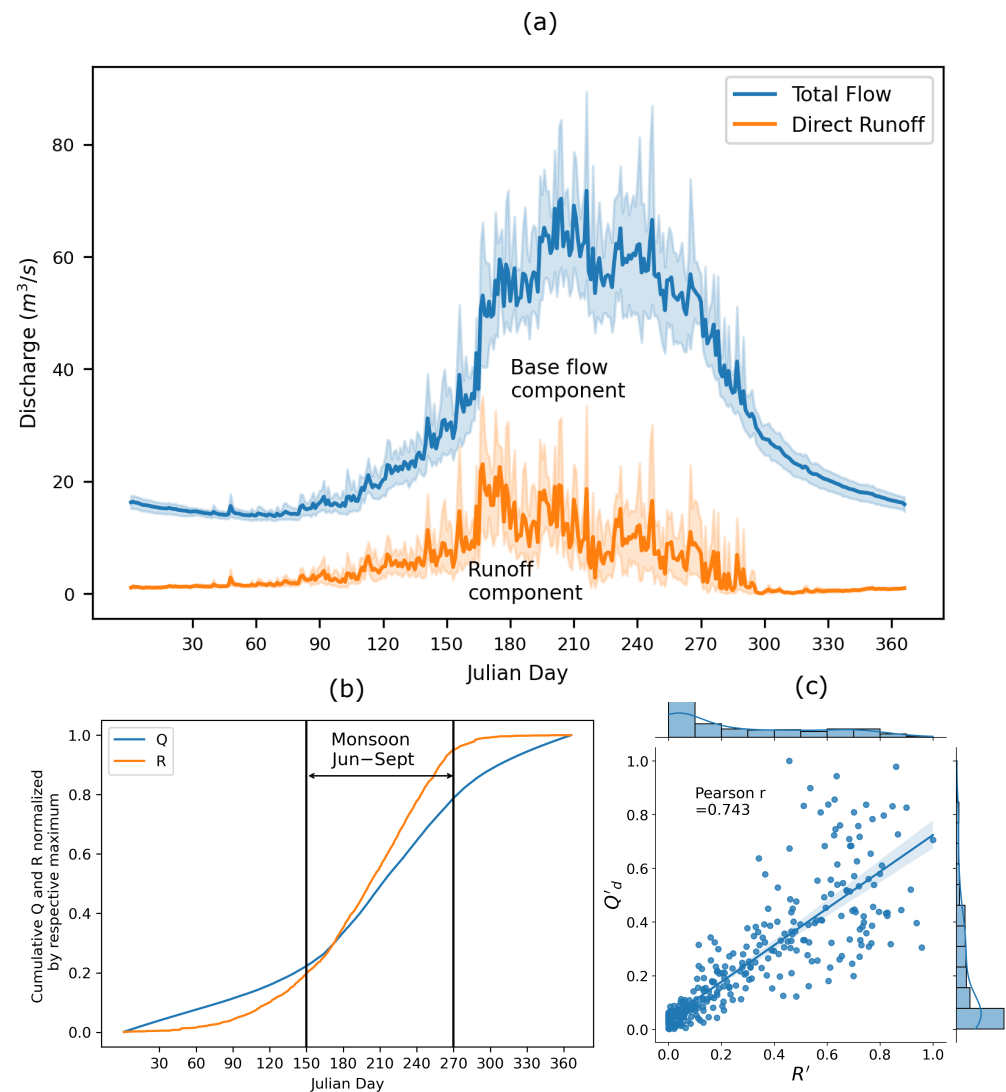 (a)
Total Flow
Direct Runoff
80
60
40
20
0
Discharge (m³/s)
Base flow
component
Runoff
component
30 60 90 120 150 180 210 240 270 300 330 360
Julian Day
(b)
Q
R
Monsoon
Jun−Sept
1.0
0.8
0.6
0.4
0.2
0.0
Cumulative Q and R normalized
by respective maximum
30 60 90 120 150 180 210 240 270 300 330 360
Julian Day
(c)
Pearson r
=0.743
1.0
0.8
0.6
0.4
0.2
0.0
Q'd
0.0 0.2 0.4 0.6 0.8 1.0
R'